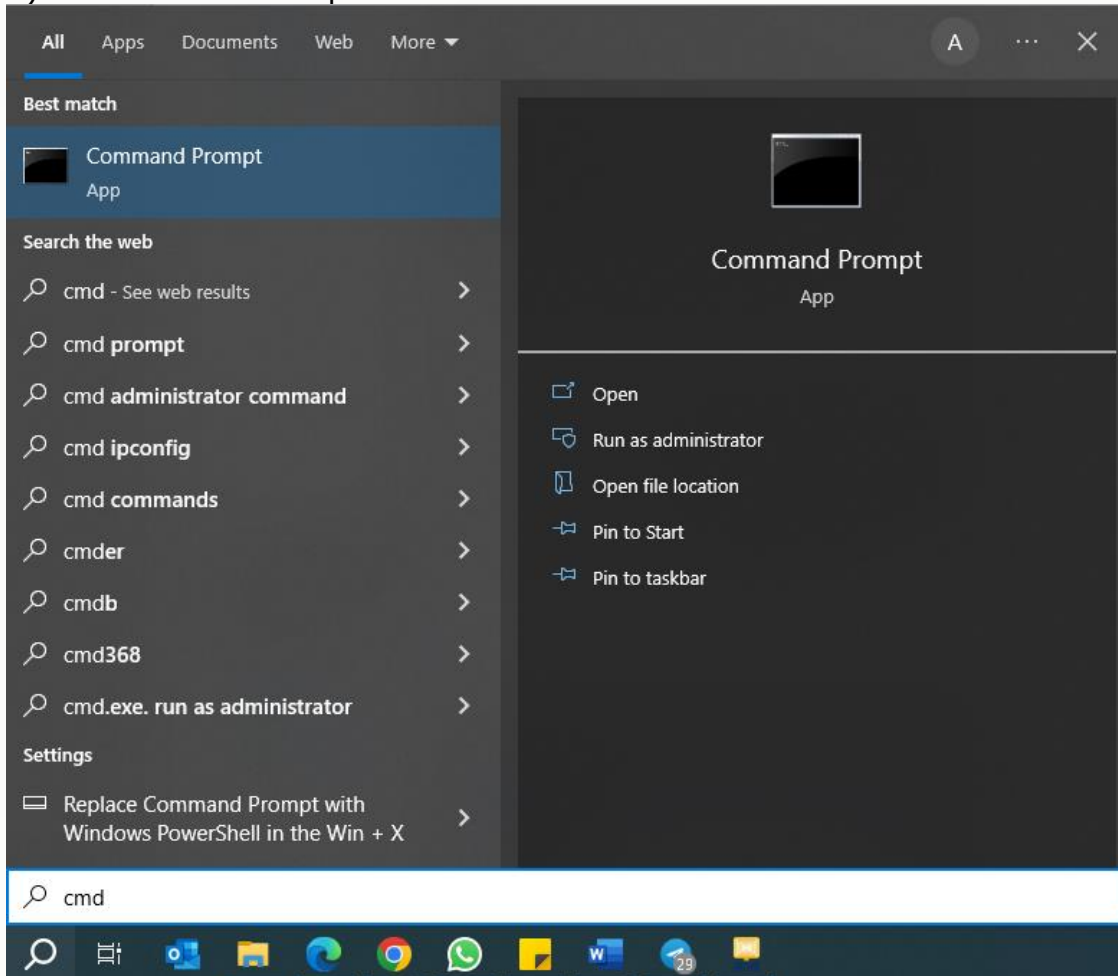 All Apps Documents Web More A
Best match
Command Prompt
App
Search the web
cmd - See web results
cmd prompt
cmd administrator command
cmd ipconfig
cmd commands
cmder
cmdb
cmd368
cmd.exe. run as administrator
Settings
Replace Command Prompt with
Windows PowerShell in the Win + X
Command Prompt
App
Open
Run as administrator
Open file location
Pin to Start
Pin to taskbar
cmd
W
29